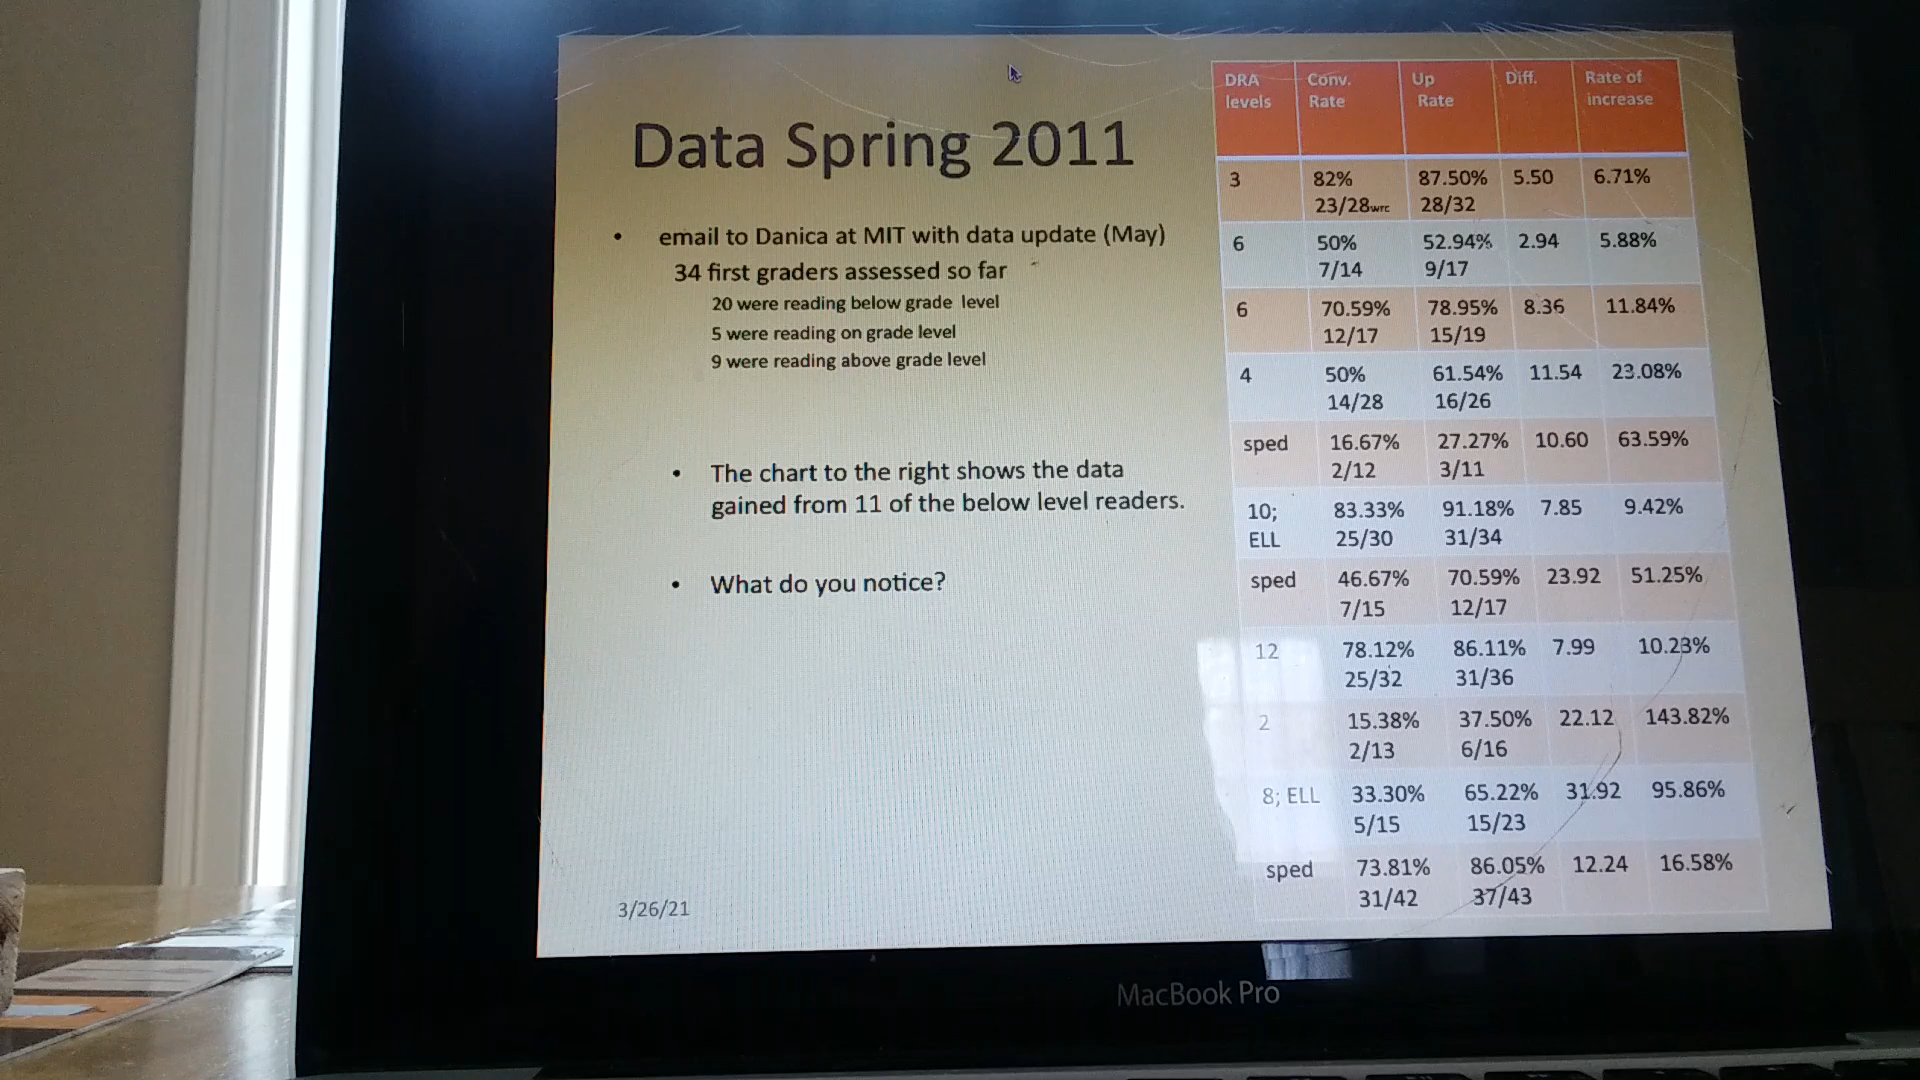 Data Spring 2011
• email to Danica at MIT with data update (May)
34 first graders assessed so far
20 were reading below grade level
5 were reading on grade level
9 were reading above grade level
• The chart to the right shows the data
gained from 11 of the below level readers.
• What do you notice?
3/26/21
DRA Conv. Up Diff. Rate of
levels Rate Rate increase
3 82% 87.50% 5.50 6.71%
23/28wrc 28/32
6 50% 52.94% 2.94 5.88%
7/14 9/17
6 70.59% 78.95% 8.36 11.84%
12/17 15/19
4 50% 61.54% 11.54 23.08%
14/28 16/26
sped 16.67% 27.27% 10.60 63.59%
2/12 3/11
10; 83.33% 91.18% 7.85 9.42%
ELL 25/30 31/34
sped 46.67% 70.59% 23.92 51.25%
7/15 12/17
12 78.12% 86.11% 7.99 10.23%
25/32 31/36
2 15.38% 37.50% 22.12 143.82%
2/13 6/16
8; ELL 33.30% 65.22% 31.92 95.86%
5/15 15/23
sped 73.81% 86.05% 12.24 16.58%
31/42 37/43
MacBook Pro